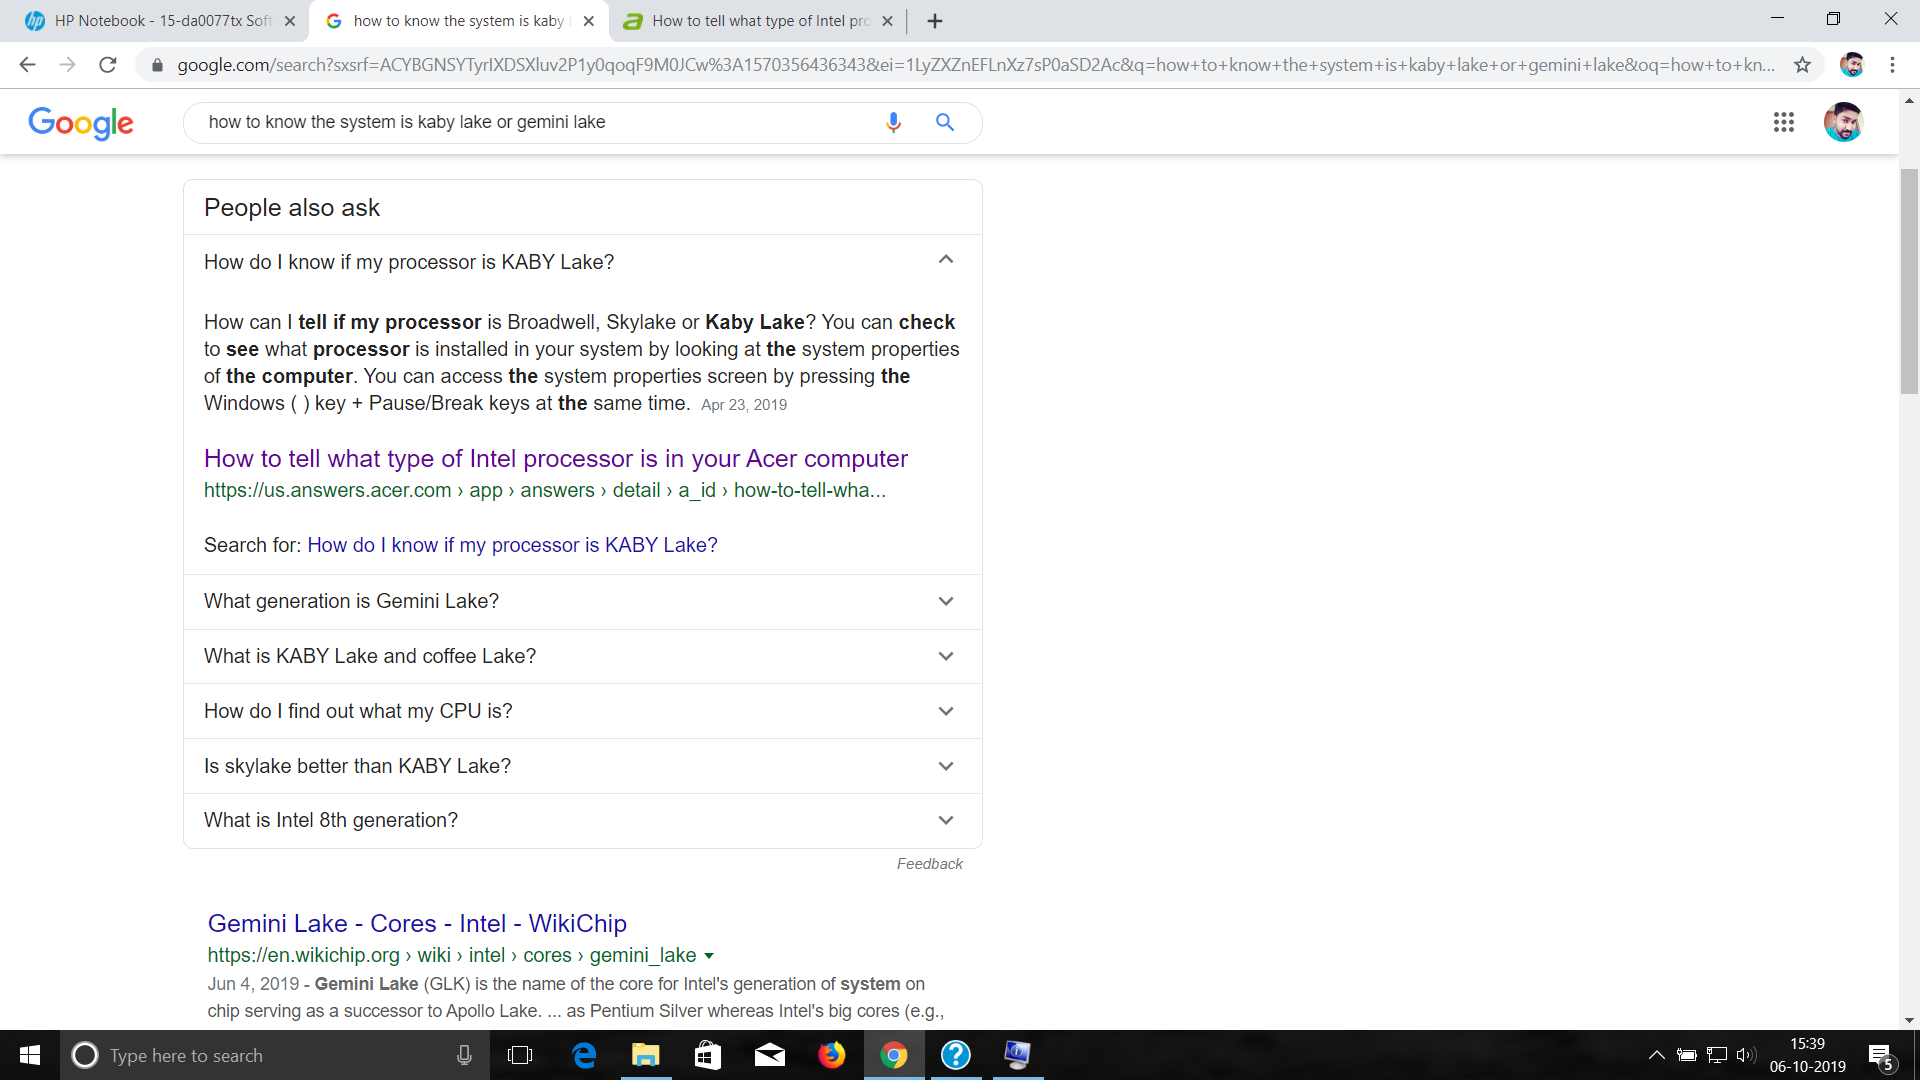 HP Notebook - 15-da0077tx Soft
how to know the system is kaby
How to tell what type of Intel pro
google.com/search?sxsrf=ACYBGNSYTyrIXDSXluv2P1y0qoqF9M0JCw%3A1570356436343&ei=1LyZXZnEFLnXz7sP0aSD2Ac&q=how+to+know+the+system+is+kaby+lake+or+gemini+lake&oq=how+to+kn...
Google
how to know the system is kaby lake or gemini lake
People also ask
How do I know if my processor is KABY Lake?
How can I tell if my processor is Broadwell, Skylake or Kaby Lake? You can check
to see what processor is installed in your system by looking at the system properties
of the computer. You can access the system properties screen by pressing the
Windows ( ) key + Pause/Break keys at the same time. Apr 23, 2019
How to tell what type of Intel processor is in your Acer computer
https://us.answers.acer.com › app › answers › detail › a_id › how-to-tell-wha...
Search for: How do I know if my processor is KABY Lake?
What generation is Gemini Lake?
What is KABY Lake and coffee Lake?
How do I find out what my CPU is?
Is skylake better than KABY Lake?
What is Intel 8th generation?
Feedback
Gemini Lake - Cores - Intel - WikiChip
https://en.wikichip.org › wiki › intel › cores › gemini_lake
Jun 4, 2019 - Gemini Lake (GLK) is the name of the core for Intel's generation of system on
chip serving as a successor to Apollo Lake. ... as Pentium Silver whereas Intel's big cores (e.g.,
Type here to search
15:39
06-10-2019
5